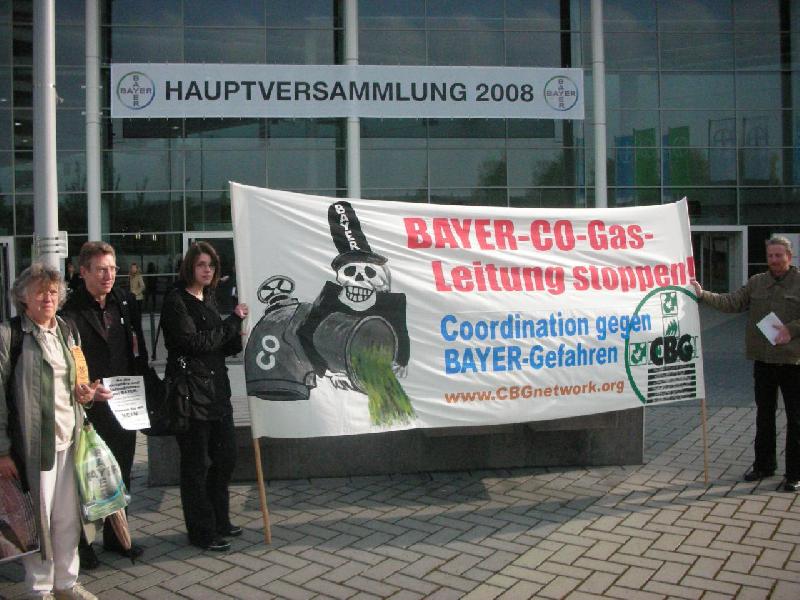 BAYER HAUPTVERSAMMLUNG 2008 BAYER
BAYER
BAYER-CO-Gas-
Leitung stoppen!
CO
Coordination gegen
BAYER-Gefahren
CBG
www.CBGnetwork.org